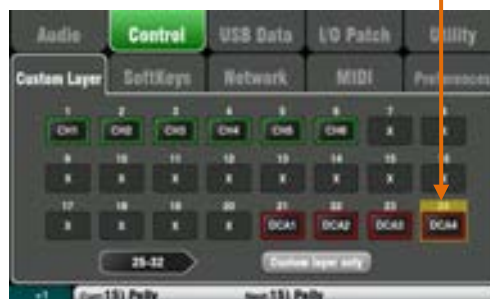 Audio Control USB Data I/O Patch Utility
Custom Layer SoftKeys Network MIDI Preferences
1 2 3 4 5 6 7 8
CH1 CH2 CH3 CH4 CH5 CH6 X X
9 10 11 12 13 14 15 16
X X X X X X X X
17 18 19 20 21 22 23 24
X X X X DCA1 DCA2 DCA3 DCA4
25-32 Custom layer only